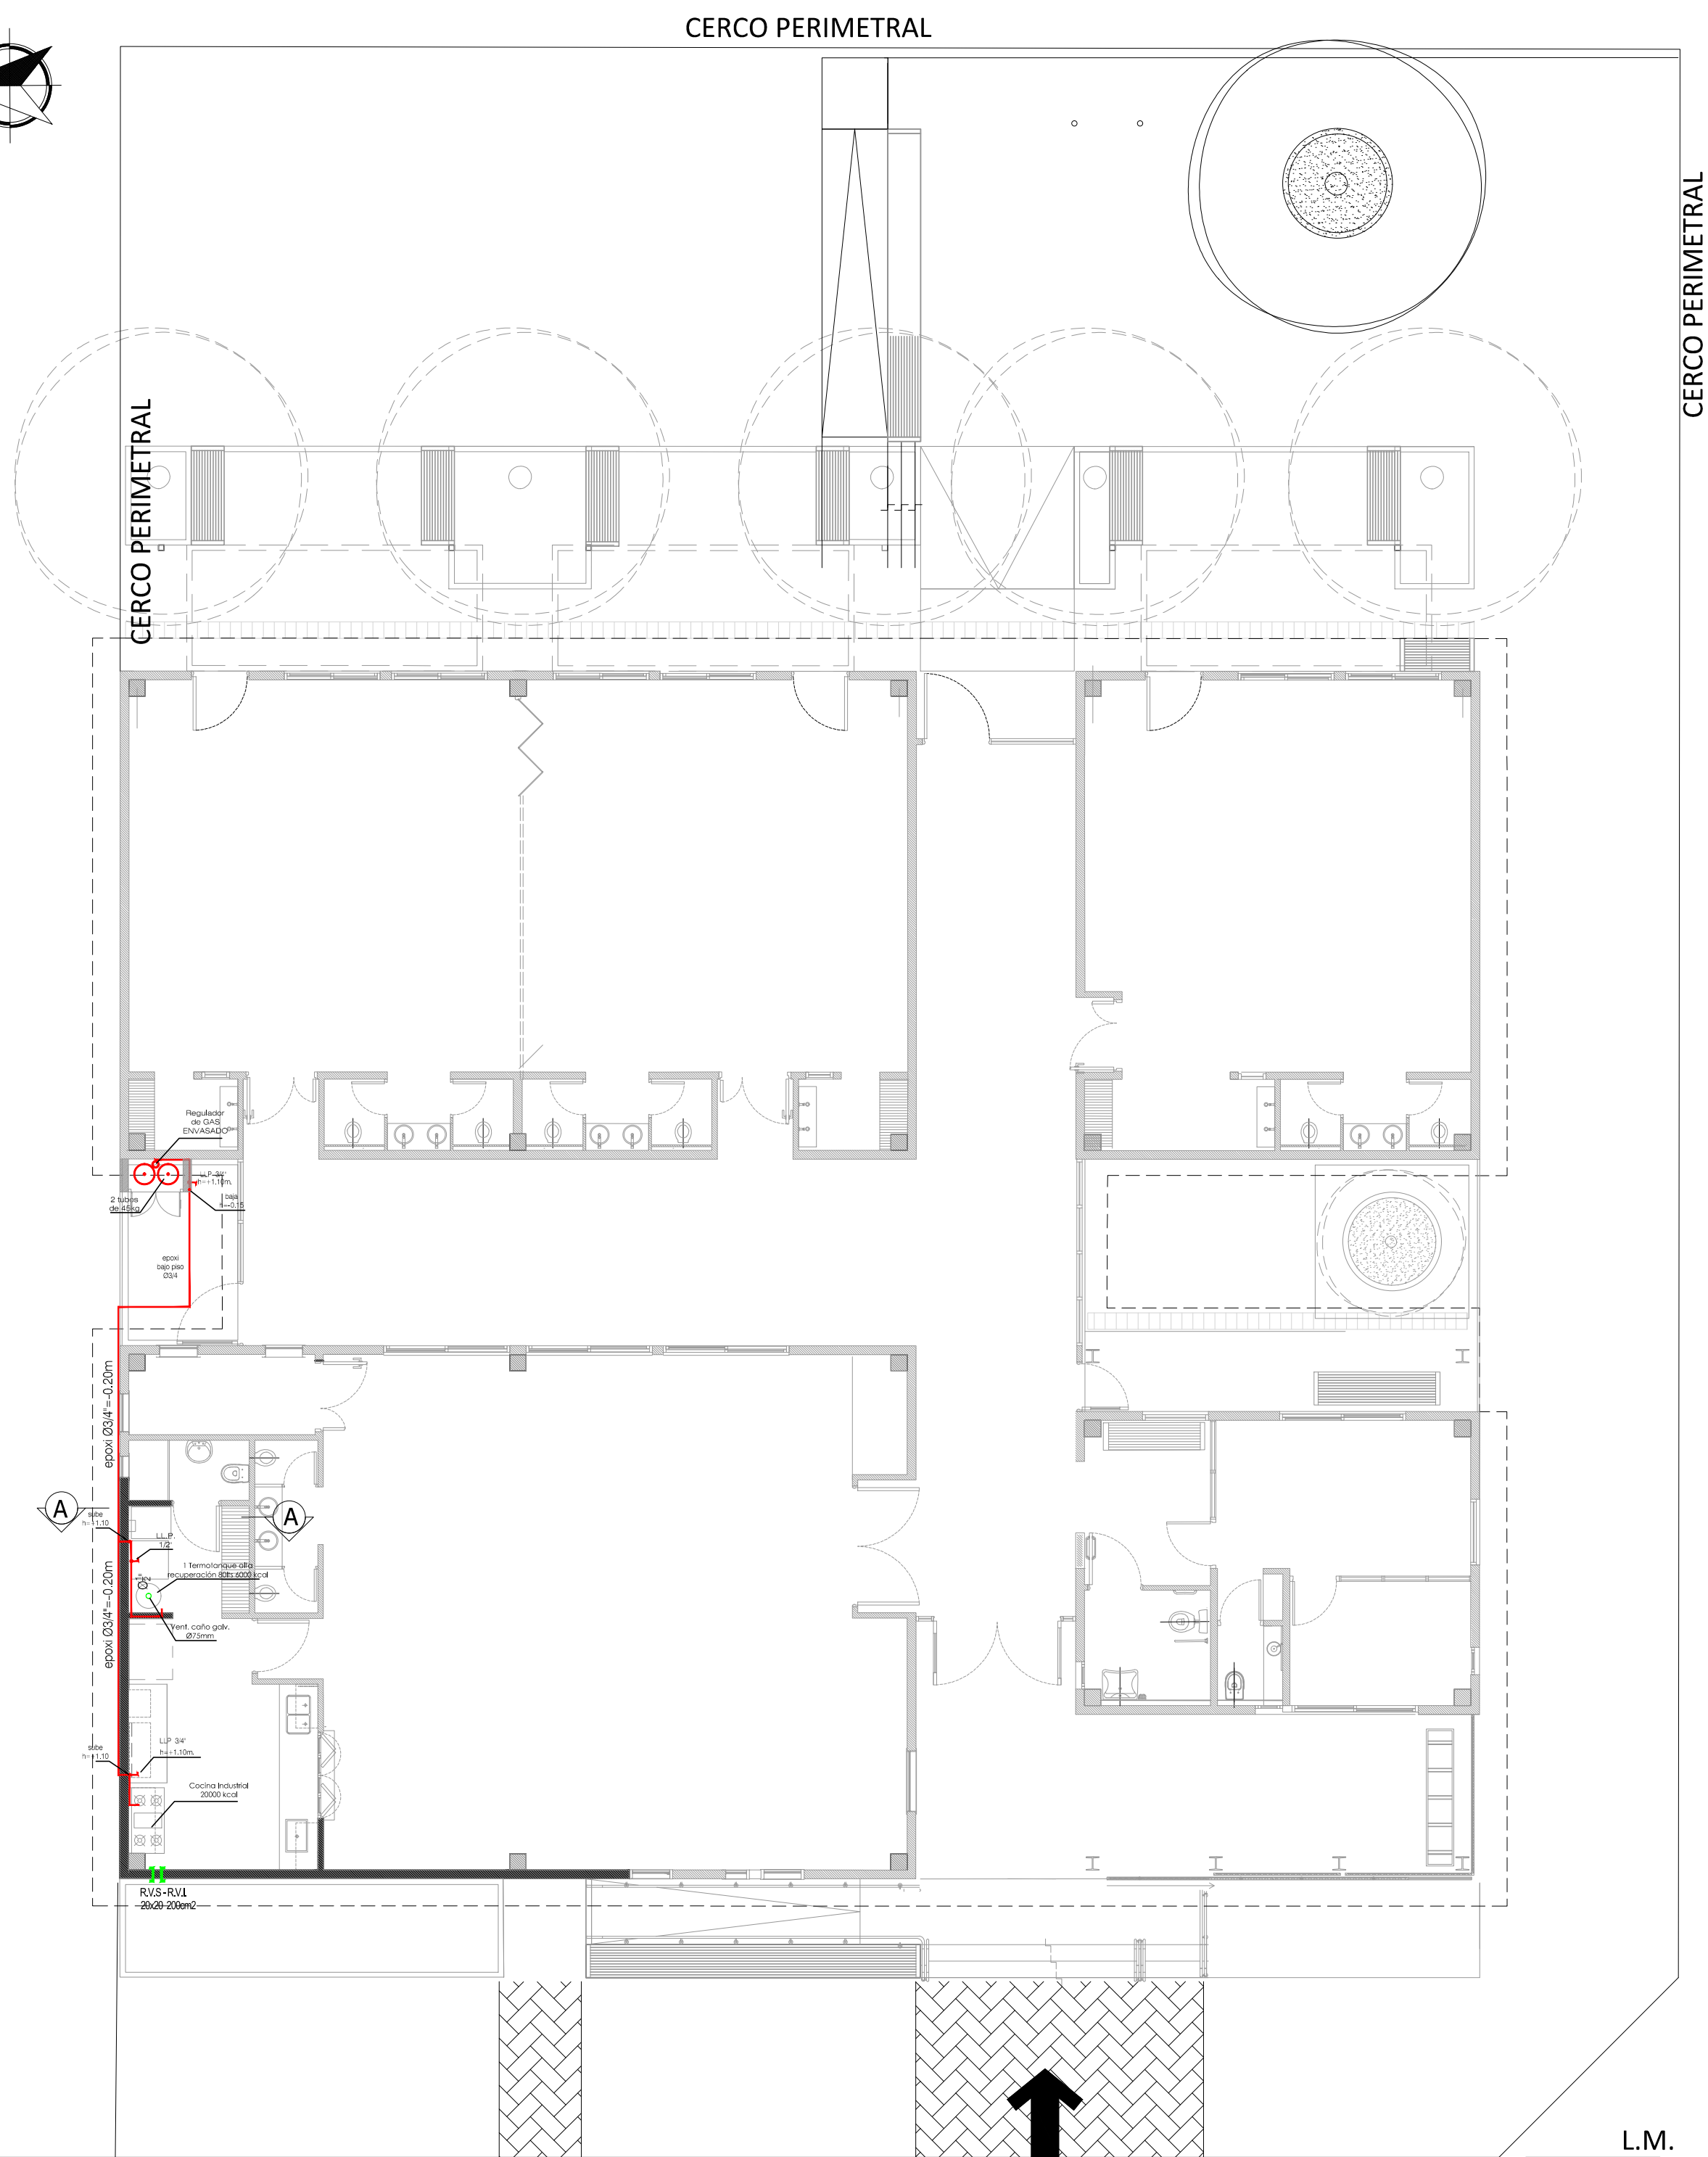 CERCO PERIMETRAL
CERCO PERIMETRAL
CERCO PERIMETRAL
Regulador
de GAS
ENVASADO
LLP 3/4"
h=+1.10m.
2 tubos
de 45kg
baja
h=-0.15
epoxi
bajo piso
Ø3/4
epoxi Ø3/4"=-0.20m
A
A
sube
h=+1.10
L.L.P.
1/2"
1 Termotanque alta
recuperación 80lts 6000 kcal
Ø1/2"
epoxi Ø3/4"=-0.20m
Vent. caño galv.
Ø75mm
sube
h=+1.10
LLP 3/4"
h=+1.10m.
Cocina Industrial
20000 kcal
R.V.S - R.V.I.
20x20 200cm2
L.M.